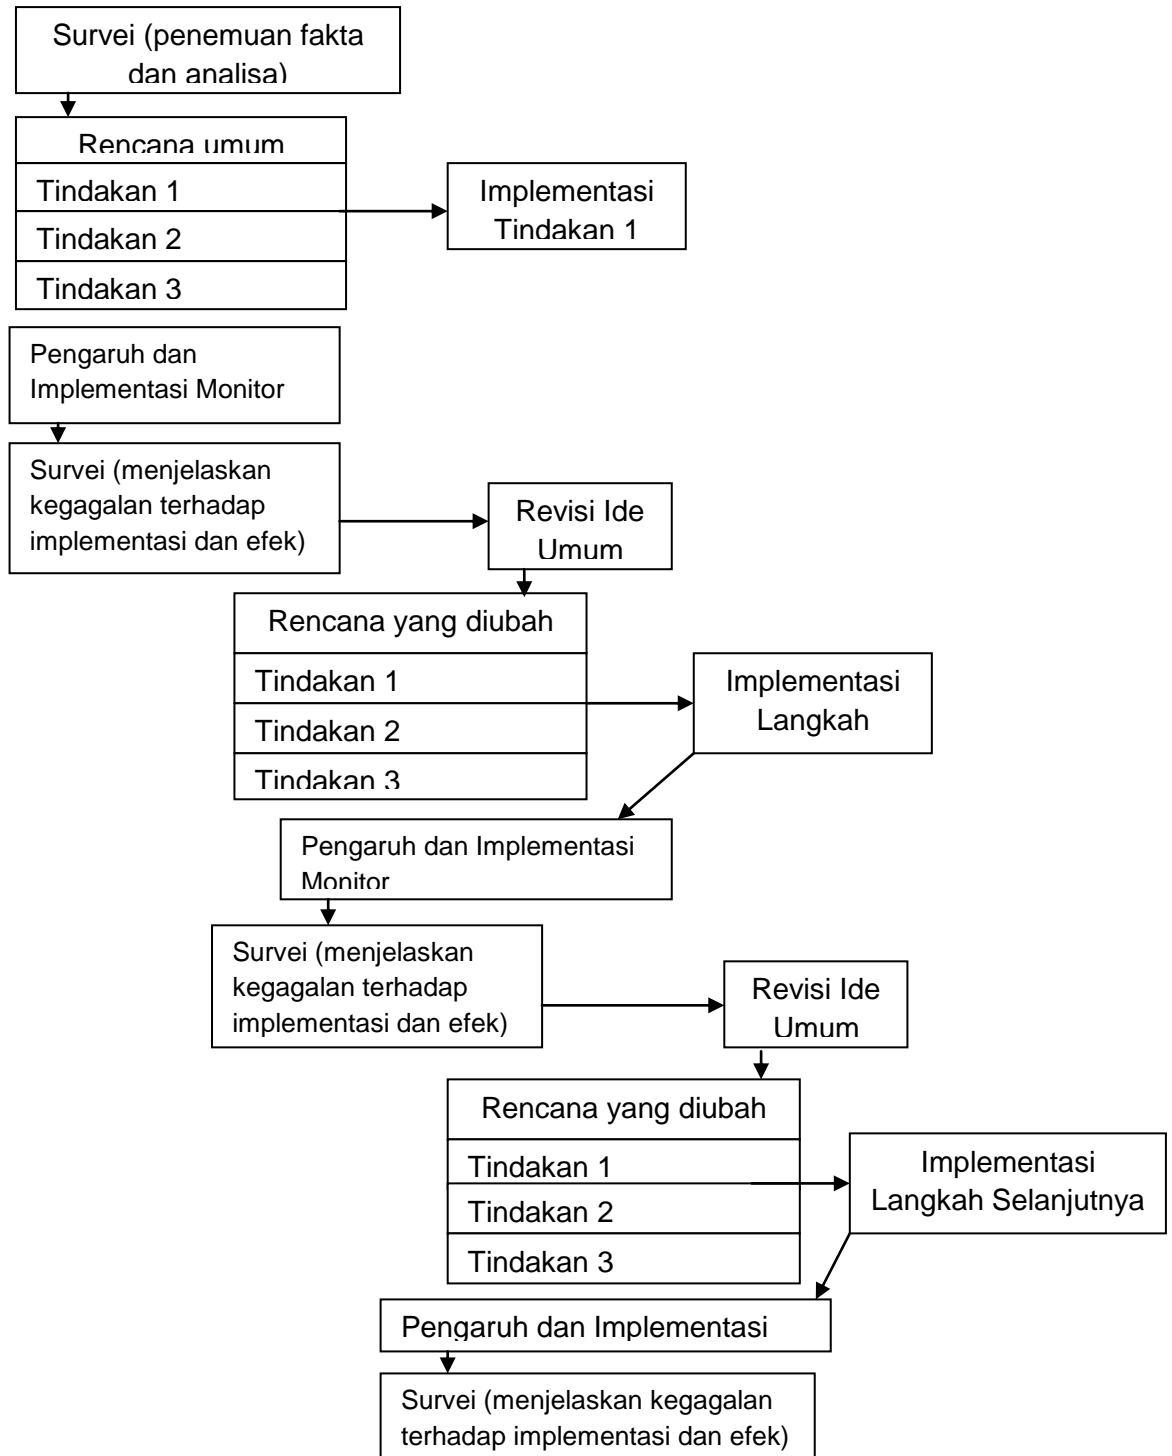 Survei (penemuan fakta
dan analisa)
Rencana umum
Tindakan 1
Tindakan 2
Tindakan 3
Implementasi
Tindakan 1
Pengaruh dan
Implementasi Monitor
Survei (menjelaskan
kegagalan terhadap
implementasi dan efek)
Revisi Ide
Umum
Rencana yang diubah
Tindakan 1
Tindakan 2
Tindakan 3
Implementasi
Langkah
Pengaruh dan Implementasi
Monitor
Survei (menjelaskan
kegagalan terhadap
implementasi dan efek)
Revisi Ide
Umum
Rencana yang diubah
Tindakan 1
Tindakan 2
Tindakan 3
Implementasi
Langkah Selanjutnya
Pengaruh dan Implementasi
Survei (menjelaskan kegagalan
terhadap implementasi dan efek)